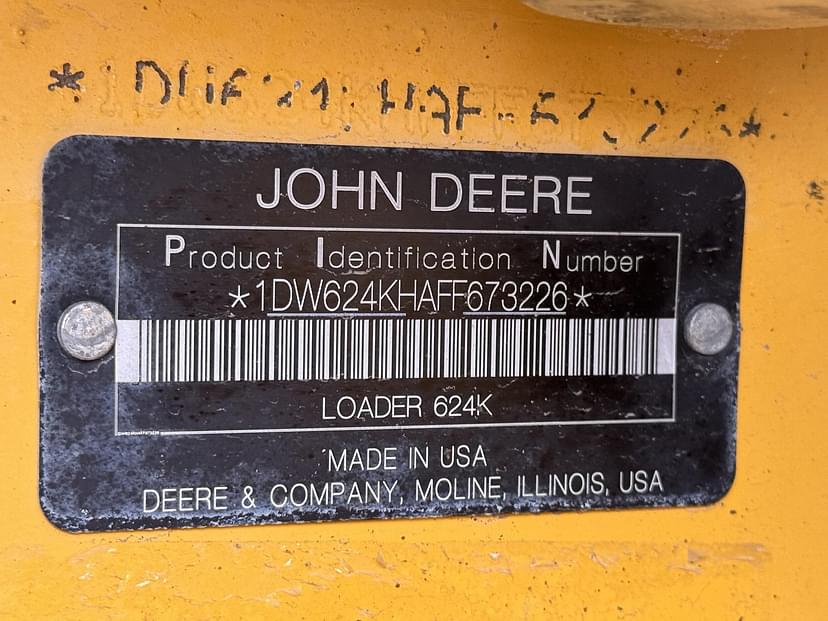 JOHN DEERE
Product Identification Number
*1DW624KHAFF673226*
LOADER 624K
MADE IN USA
DEERE & COMPANY, MOLINE, ILLINOIS, USA